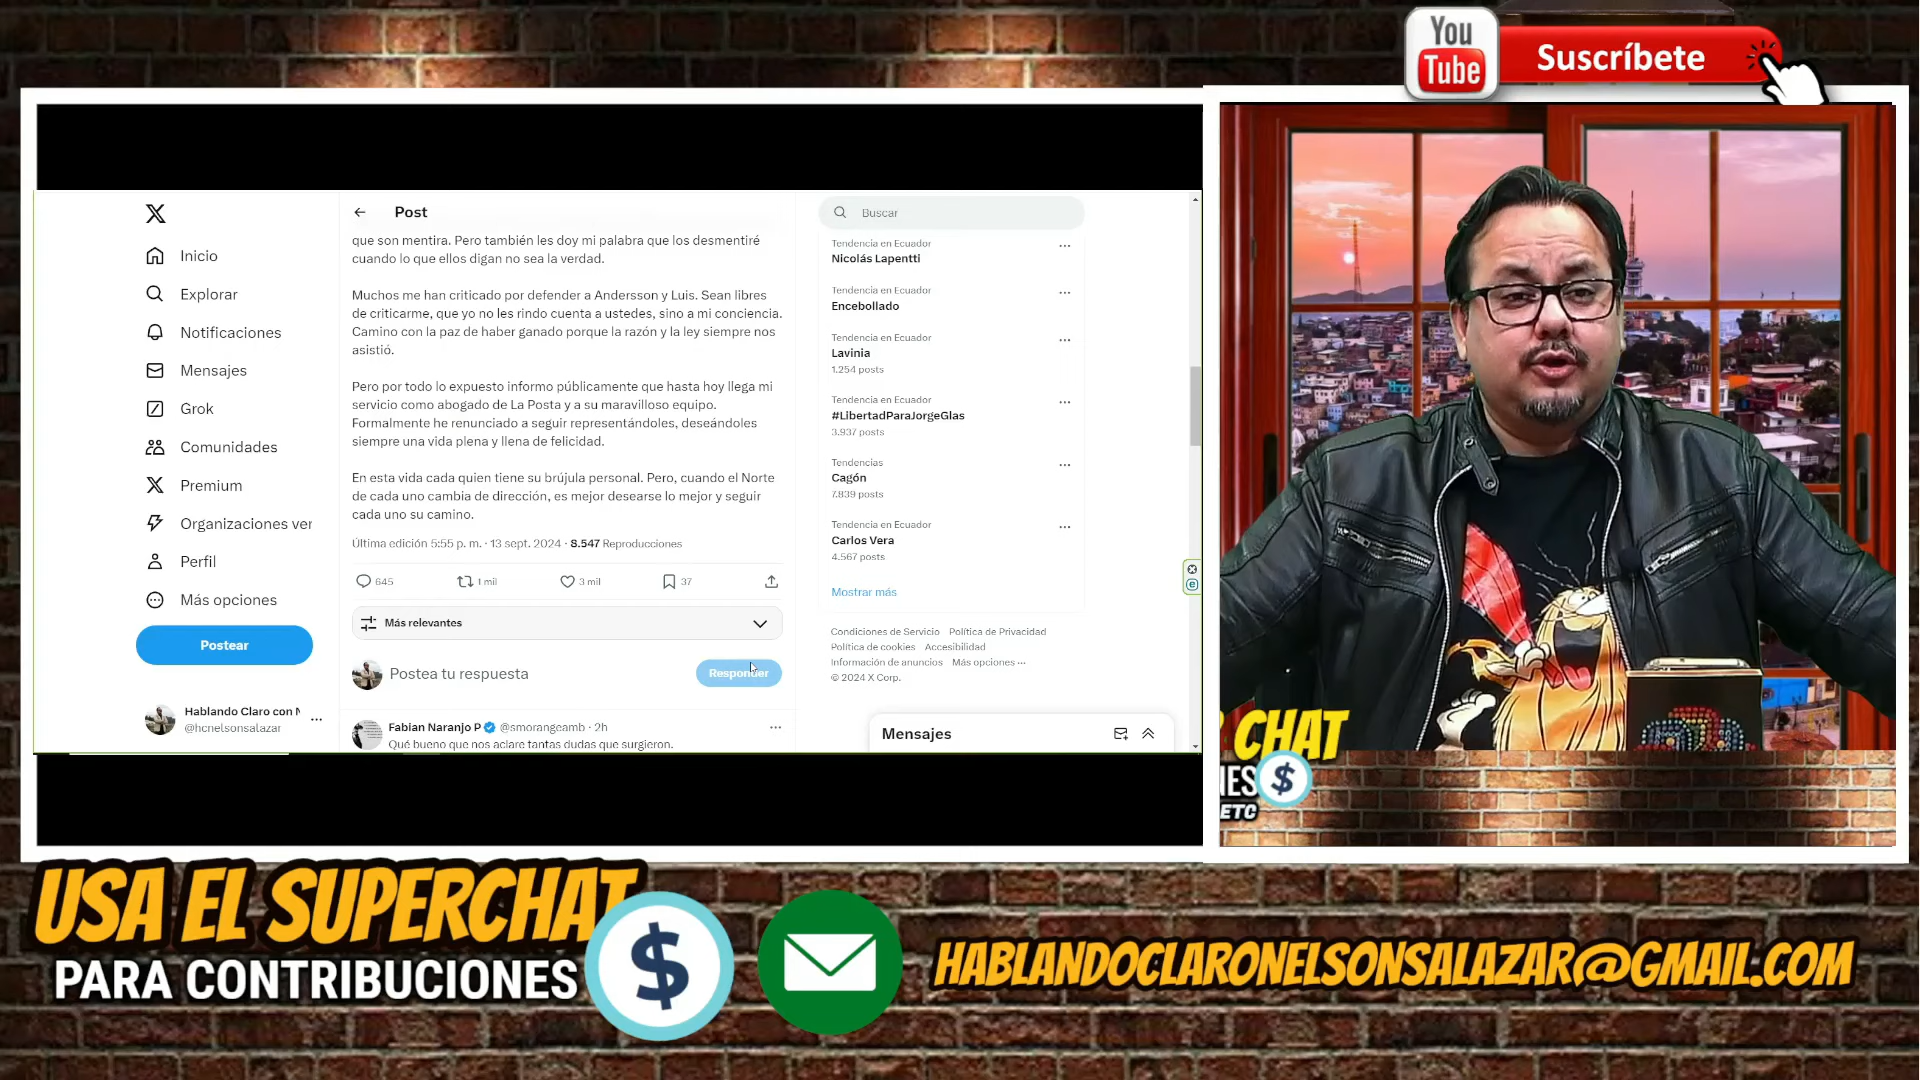 You
Tube
Suscríbete
Inicio
Explorar
Notificaciones
Mensajes
Grok
Comunidades
Premium
Organizaciones ver
Perfil
Más opciones
Postear
Hablando Claro con N
@hcnelsonsalazar
Post
que son mentira. Pero también les doy mi palabra que los desmentiré
cuando lo que ellos digan no sea la verdad.
Muchos me han criticado por defender a Andersson y Luis. Sean libres
de criticarme, que yo no les rindo cuenta a ustedes, sino a mi conciencia.
Camino con la paz de haber ganado porque la razón y la ley siempre nos
asistió.
Pero por todo lo expuesto informo públicamente que hasta hoy llega mi
servicio como abogado de La Posta y a su maravilloso equipo.
Formalmente he renunciado a seguir representándoles, deseándoles
siempre una vida plena y llena de felicidad.
En esta vida cada quien tiene su brújula personal. Pero, cuando el Norte
de cada uno cambia de dirección, es mejor desearse lo mejor y seguir
cada uno su camino.
Última edición 5:55 p. m. · 13 sept. 2024 · 8.547 Reproducciones
645 1 mil 3 mil 37
Más relevantes
Postea tu respuesta
Responder
Fabian Naranjo P @smorangeamb · 2h
Qué bueno que nos aclare tantas dudas que surgieron.
Buscar
Tendencia en Ecuador
Nicolás Lapentti
Tendencia en Ecuador
Encebollado
Tendencia en Ecuador
Lavinia
1.254 posts
Tendencia en Ecuador
#LibertadParaJorgeGlas
3.937 posts
Tendencias
Cagón
7.839 posts
Tendencia en Ecuador
Carlos Vera
4.567 posts
Mostrar más
Condiciones de Servicio Política de Privacidad
Política de cookies Accesibilidad
Información de anuncios Más opciones ···
© 2024 X Corp.
Mensajes
CHAT
NES $
ETC
USA EL SUPERCHAT
PARA CONTRIBUCIONES
$
HABLANDOCLARONELSONSALAZAR@GMAIL.COM